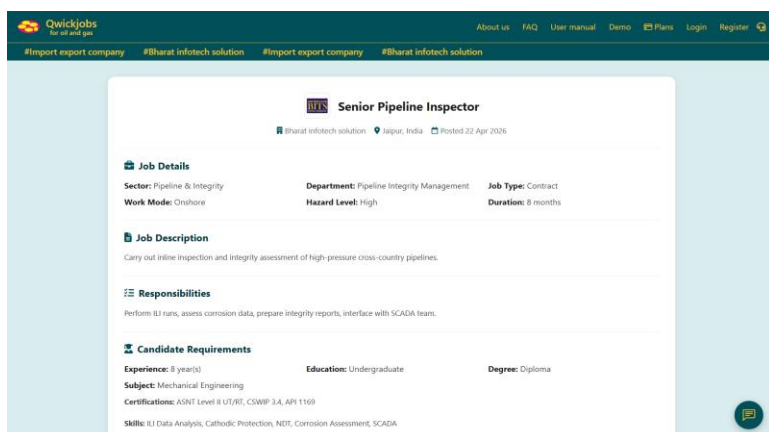 Qwickjobs
for oil and gas
About us FAQ User manual Demo Plans Login Register
#Import export company #Bharat infotech solution #Import export company #Bharat infotech solution
BITS Senior Pipeline Inspector
Bharat infotech solution Jaipur, India Posted 22 Apr 2026
Job Details
Sector: Pipeline & Integrity Department: Pipeline Integrity Management Job Type: Contract
Work Mode: Onshore Hazard Level: High Duration: 8 months
Job Description
Carry out inline inspection and integrity assessment of high-pressure cross-country pipelines.
Responsibilities
Perform ILI runs, assess corrosion data, prepare integrity reports, interface with SCADA team.
Candidate Requirements
Experience: 8 year(s) Education: Undergraduate Degree: Diploma
Subject: Mechanical Engineering
Certifications: ASNT Level II UT/RT, CSWIP 3.4, API 1169
Skills: ILI Data Analysis, Cathodic Protection, NDT, Corrosion Assessment, SCADA